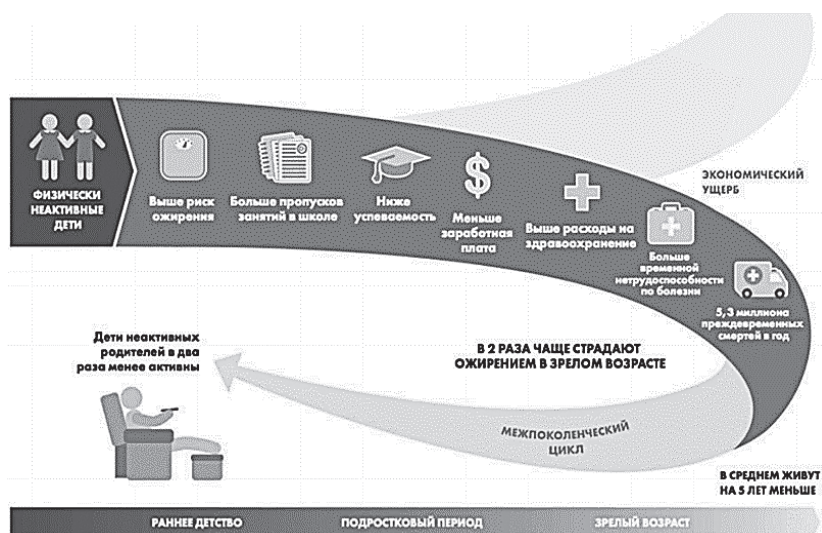 ФИЗИЧЕСКИ
НЕАКТИВНЫЕ
ДЕТИ
Выше риск
ожирения
Больше пропусков
занятий в школе
Ниже
успеваемость
$
Меньше
заработная
плата
Выше расходы на
здравоохранение
ЭКОНОМИЧЕСКИЙ
УЩЕРБ
Больше
временной
нетрудоспособности
по болезни
5,3 миллиона
преждевременных
смертей в год
Дети неактивных
родителей в два
раза менее активны
В 2 РАЗА ЧАЩЕ СТРАДАЮТ
ОЖИРЕНИЕМ В ЗРЕЛОМ ВОЗРАСТЕ
МЕЖПОКОЛЕНЧЕСКИЙ
ЦИКЛ
В СРЕДНЕМ ЖИВУТ
НА 5 ЛЕТ МЕНЬШЕ
РАННЕЕ ДЕТСТВО
ПОДРОСТКОВЫЙ ПЕРИОД
ЗРЕЛЫЙ ВОЗРАСТ